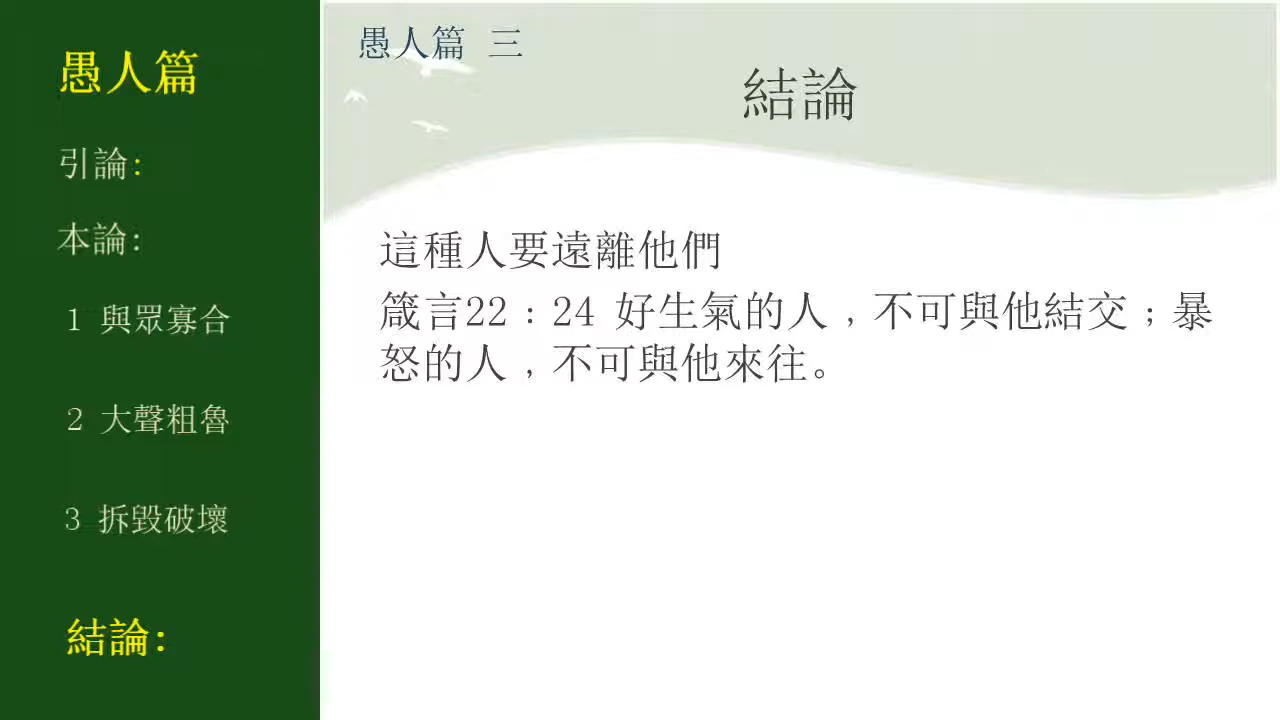 愚人篇
引論:
本論:
1 與眾寡合
2 大聲粗魯
3 拆毀破壞
結論:
愚人篇 三
結論
這種人要遠離他們
箴言22：24 好生氣的人，不可與他結交；暴
怒的人，不可與他來往。